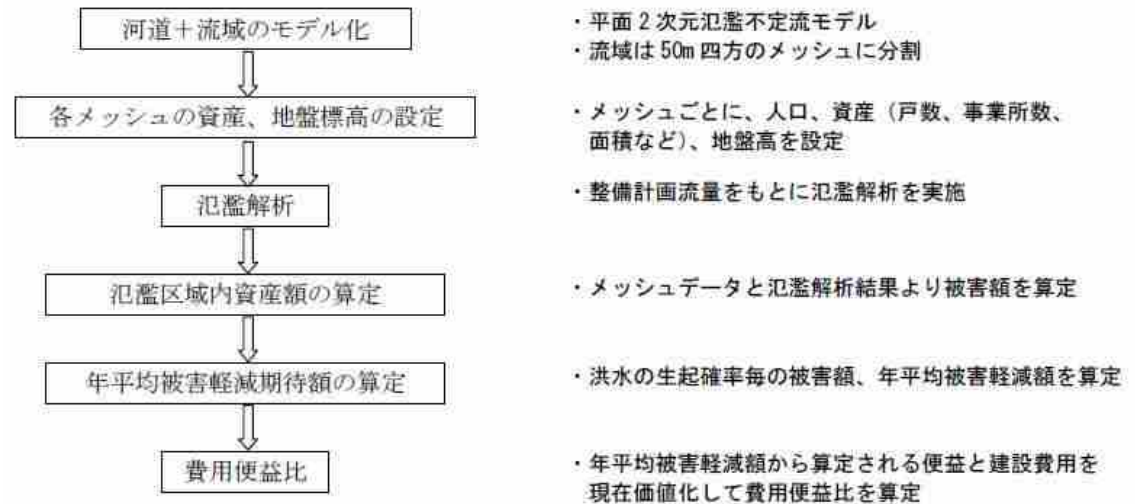 河道＋流域のモデル化
・平面２次元氾濫不定流モデル
・流域は50m四方のメッシュに分割
各メッシュの資産、地盤標高の設定
・メッシュごとに、人口、資産（戸数、事業所数、
面積など）、地盤高を設定
氾濫解析
・整備計画流量をもとに氾濫解析を実施
氾濫区域内資産額の算定
・メッシュデータと氾濫解析結果より被害額を算定
年平均被害軽減期待額の算定
・洪水の生起確率毎の被害額、年平均被害軽減額を算定
費用便益比
・年平均被害軽減額から算定される便益と建設費用を
現在価値化して費用便益比を算定